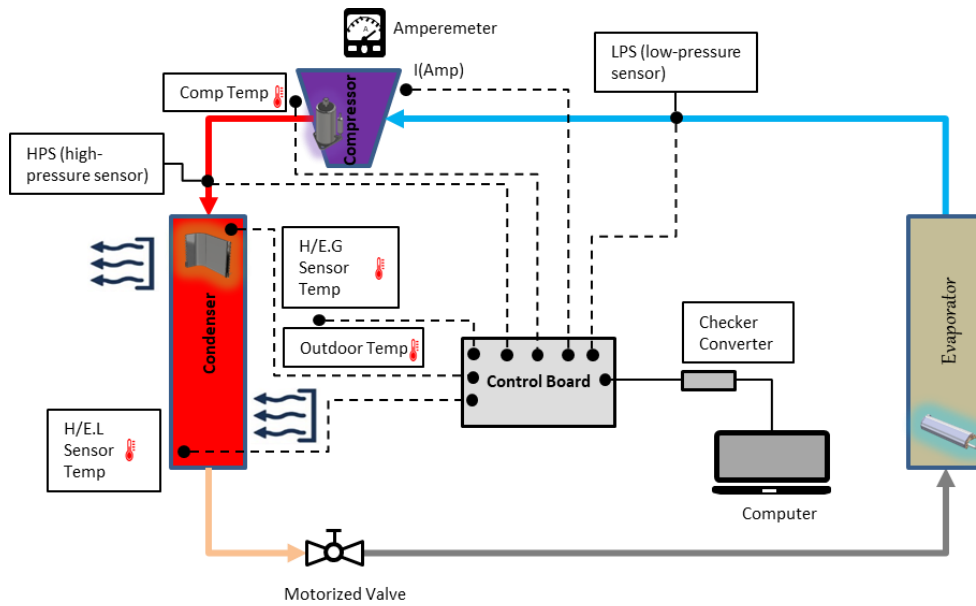 Amperemeter
A
LPS (low-pressure
sensor)
I(Amp)
Comp Temp
Compressor
HPS (high-
pressure sensor)
H/E.G
Sensor
Temp
Condenser
Outdoor Temp
Control Board
Checker
Converter
Evaporator
H/E.L
Sensor
Temp
Computer
Motorized Valve